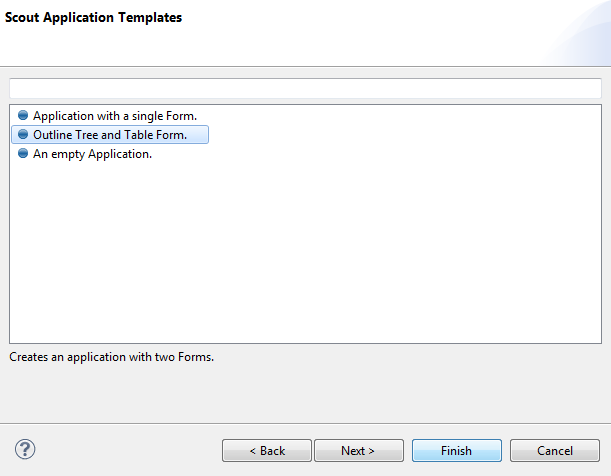 Scout Application Templates
Application with a single Form.
Outline Tree and Table Form.
An empty Application.
Creates an application with two Forms.
?
< Back
Next >
Finish
Cancel